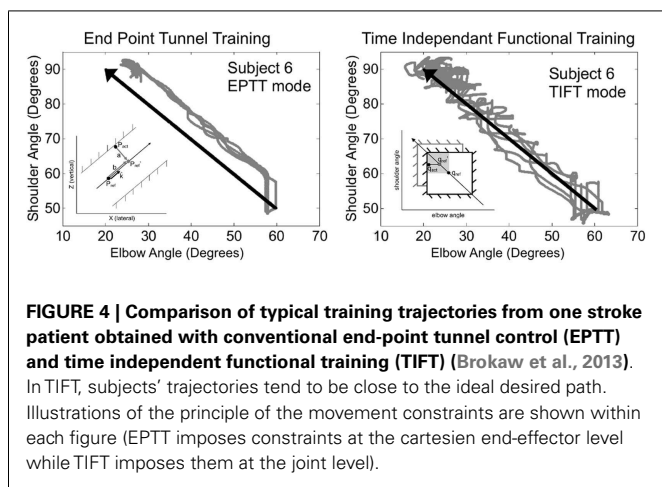 End Point Tunnel Training
Time Independant Functional Training
Shoulder Angle (Degrees)
90
80
70
60
50
Subject 6
EPTT mode
Z (vertical)
X (lateral)
a
b
k
10 20 30 40 50 60 70
Elbow Angle (Degrees)
Shoulder Angle (Degrees)
90
80
70
60
50
Subject 6
TIFT mode
shoulder angle
elbow angle
10 20 30 40 50 60 70
Elbow Angle (Degrees)
FIGURE 4 | Comparison of typical training trajectories from one stroke
patient obtained with conventional end-point tunnel control (EPTT)
and time independent functional training (TIFT) (Brokaw et al., 2013).
In TIFT, subjects' trajectories tend to be close to the ideal desired path.
Illustrations of the principle of the movement constraints are shown within
each figure (EPTT imposes constraints at the cartesien end-effector level
while TIFT imposes them at the joint level).